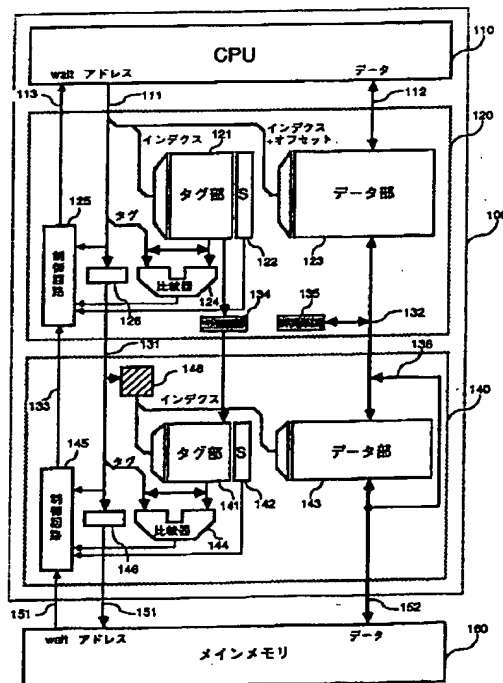 110
CPU
wait アドレス データ
113
111
112
120
121
インデクス
インデクス
+オフセット
タグ部
S
データ部
100
125
タグ
制御回路
122
123
比較器
124
126
134
135
132
131
136
133
148
140
インデクス
145
タグ部
S
データ部
タグ
制御回路
141
142
143
比較器
144
146
151
151
152
wait アドレス データ
160
メインメモリ